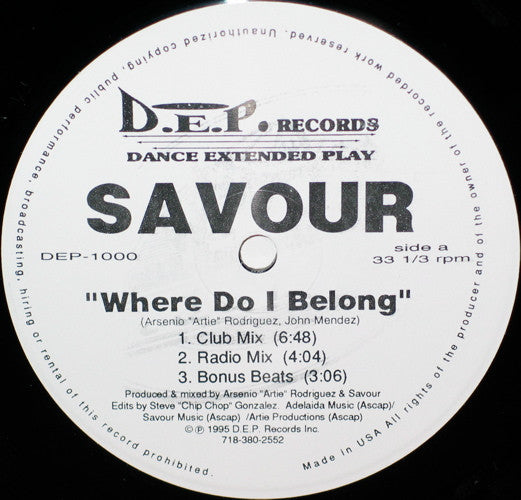 D.E.P. RECORDS
DANCE EXTENDED PLAY
SAVOUR
DEP-1000
side a
33 1/3 rpm
"Where Do I Belong"
(Arsenio "Artie" Rodriguez, John Mendez)
1. Club Mix (6:48)
2. Radio Mix (4:04)
3. Bonus Beats (3:06)
Produced & mixed by Arsenio "Artie" Rodriguez & Savour
Edits by Steve "Chip Chop" Gonzalez. Adelaida Music (Ascap)/
Savour Music (Ascap) /Artie Productions (Ascap)
© ℗ 1995 D.E.P. Records Inc.
718-380-2552
Made in USA All rights of the producer and of the owner of the recorded work reserved. Unauthorized copying, public performance, broadcasting, hiring or rental of this record prohibited.